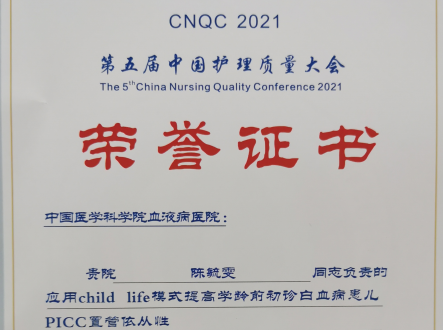 CNQC 2021
第五届中国护理质量大会
The 5th China Nursing Quality Conference 2021
荣誉证书
中国医学科学院血液病医院：
贵院 陈毓雯 同志负责的
应用child life模式提高学龄前初诊白血病患儿
PICC置管依从性